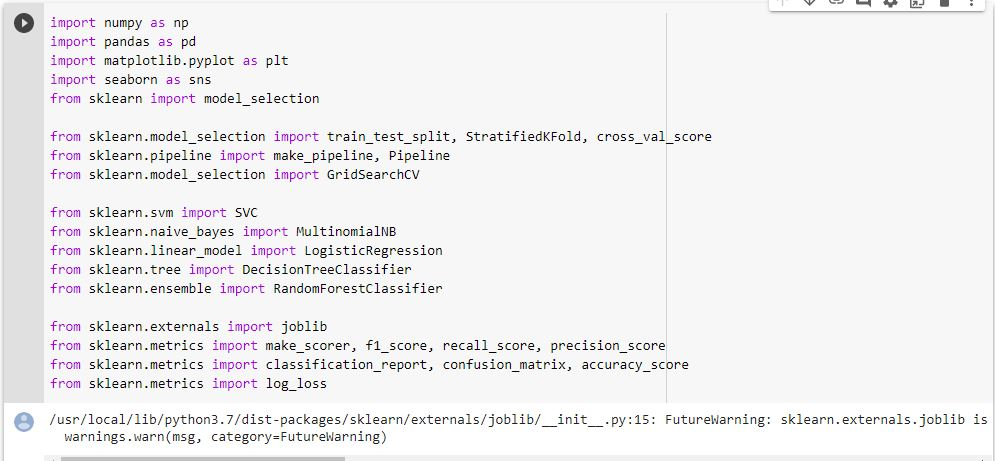 import numpy as np
import pandas as pd
import matplotlib.pyplot as plt
import seaborn as sns
from sklearn import model_selection
from sklearn.model_selection import train_test_split, StratifiedKFold, cross_val_score
from sklearn.pipeline import make_pipeline, Pipeline
from sklearn.model_selection import GridSearchCV
from sklearn.svm import SVC
from sklearn.naive_bayes import MultinomialNB
from sklearn.linear_model import LogisticRegression
from sklearn.tree import DecisionTreeClassifier
from sklearn.ensemble import RandomForestClassifier
from sklearn.externals import joblib
from sklearn.metrics import make_scorer, f1_score, recall_score, precision_score
from sklearn.metrics import classification_report, confusion_matrix, accuracy_score
from sklearn.metrics import log_loss
/usr/local/lib/python3.7/dist-packages/sklearn/externals/joblib/__init__.py:15: FutureWarning: sklearn.externals.joblib is
warnings.warn(msg, category=FutureWarning)